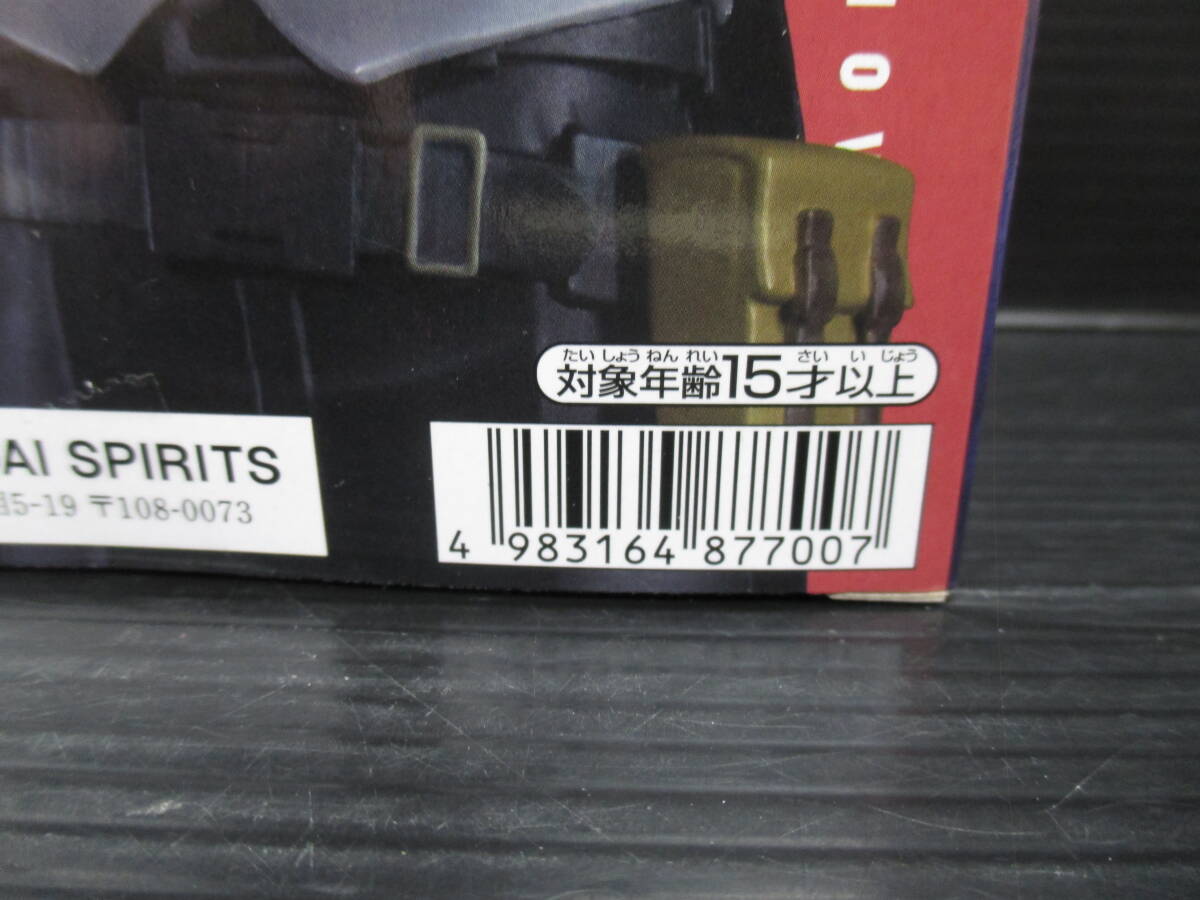 たいしょうねんれい さいいじょう
対象年齢15才以上
AI SPIRITS
5-19 〒108-0073
4 983164 877007